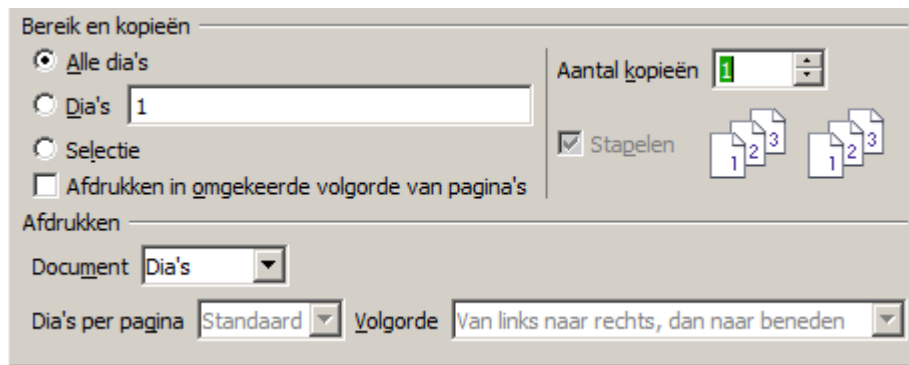 Bereik en kopieën
Alle dia's
Dia's 1
Selectie
Afdrukken in omgekeerde volgorde van pagina's
Aantal kopieën 1
Stapelen 1 2 3 1 2 3
Afdrukken
Document Dia's
Dia's per pagina Standaard Volgorde Van links naar rechts, dan naar beneden